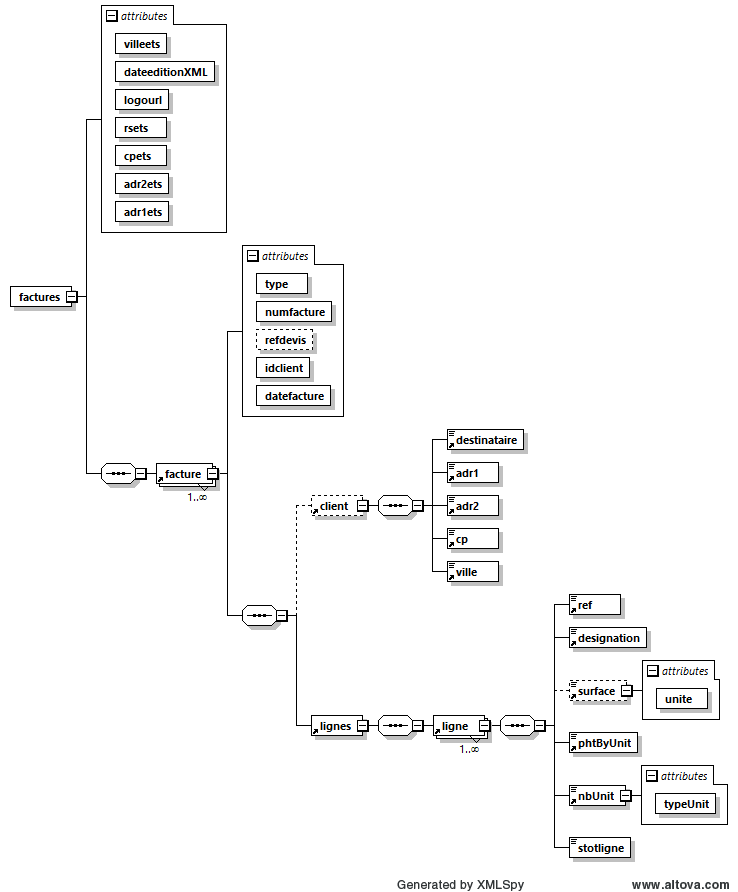 attributes
villeets
dateeditionXML
logourl
rsets
cpets
adr2ets
adr1ets
factures
attributes
type
numfacture
refdevis
idclient
datefacture
facture
1..∞
client
destinataire
adr1
adr2
cp
ville
lignes
ligne
1..∞
ref
designation
surface
attributes
unite
phtByUnit
nbUnit
attributes
typeUnit
stotligne
Generated by XMLSpy www.altova.com